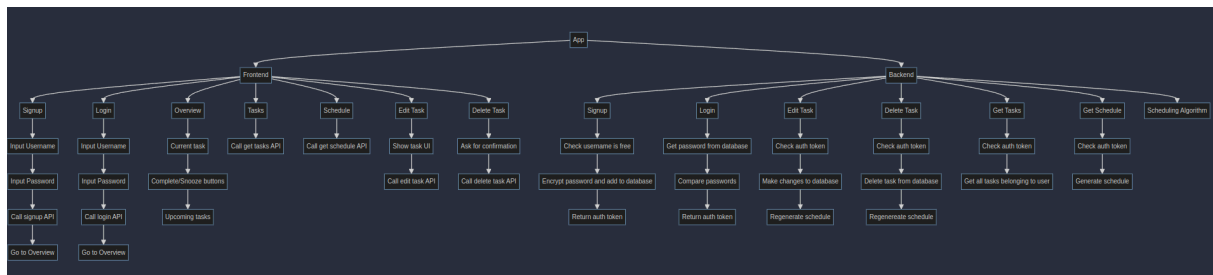 App
Frontend
Backend
Signup
Login
Overview
Tasks
Schedule
Edit Task
Delete Task
Signup
Login
Edit Task
Delete Task
Get Tasks
Get Schedule
Scheduling Algorithm
Input Username
Input Username
Current task
Call get tasks API
Call get schedule API
Show task UI
Ask for confirmation
Check username is free
Get password from database
Check auth token
Check auth token
Check auth token
Check auth token
Input Password
Input Password
Complete/Snooze buttons
Call edit task API
Call delete task API
Encrypt password and add to database
Compare passwords
Make changes to database
Delete task from database
Get all tasks belonging to user
Generate schedule
Call signup API
Call login API
Upcoming tasks
Return auth token
Return auth token
Regenerate schedule
Regenereate schedule
Go to Overview
Go to Overview